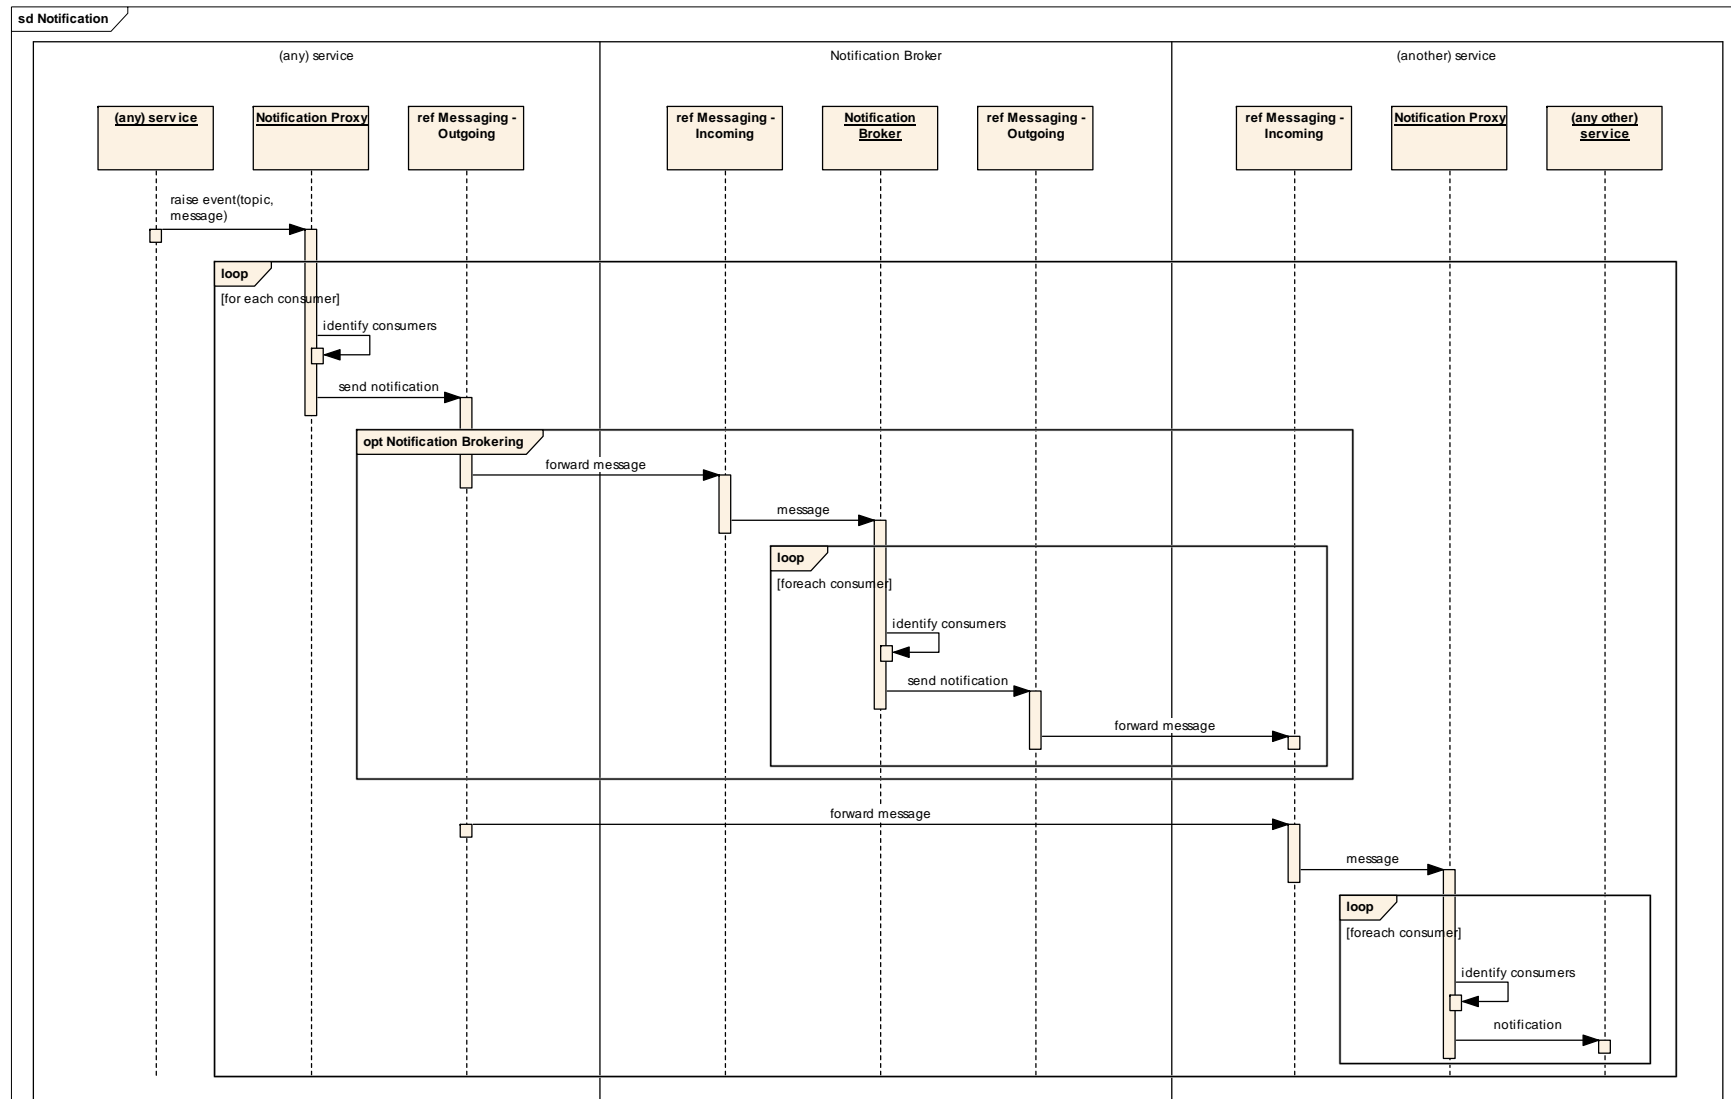 sd Notification
(any) service
Notification Broker
(another) service
(any) service
Notification Proxy
ref Messaging -
Outgoing
ref Messaging -
Incoming
Notification
Broker
ref Messaging -
Outgoing
ref Messaging -
Incoming
Notification Proxy
(any other)
service
raise event(topic,
message)
loop
[for each consumer]
identify consumers
send notification
opt Notification Brokering
forward message
message
loop
[foreach consumer]
identify consumers
send notification
forward message
forward message
message
loop
[foreach consumer]
identify consumers
notification